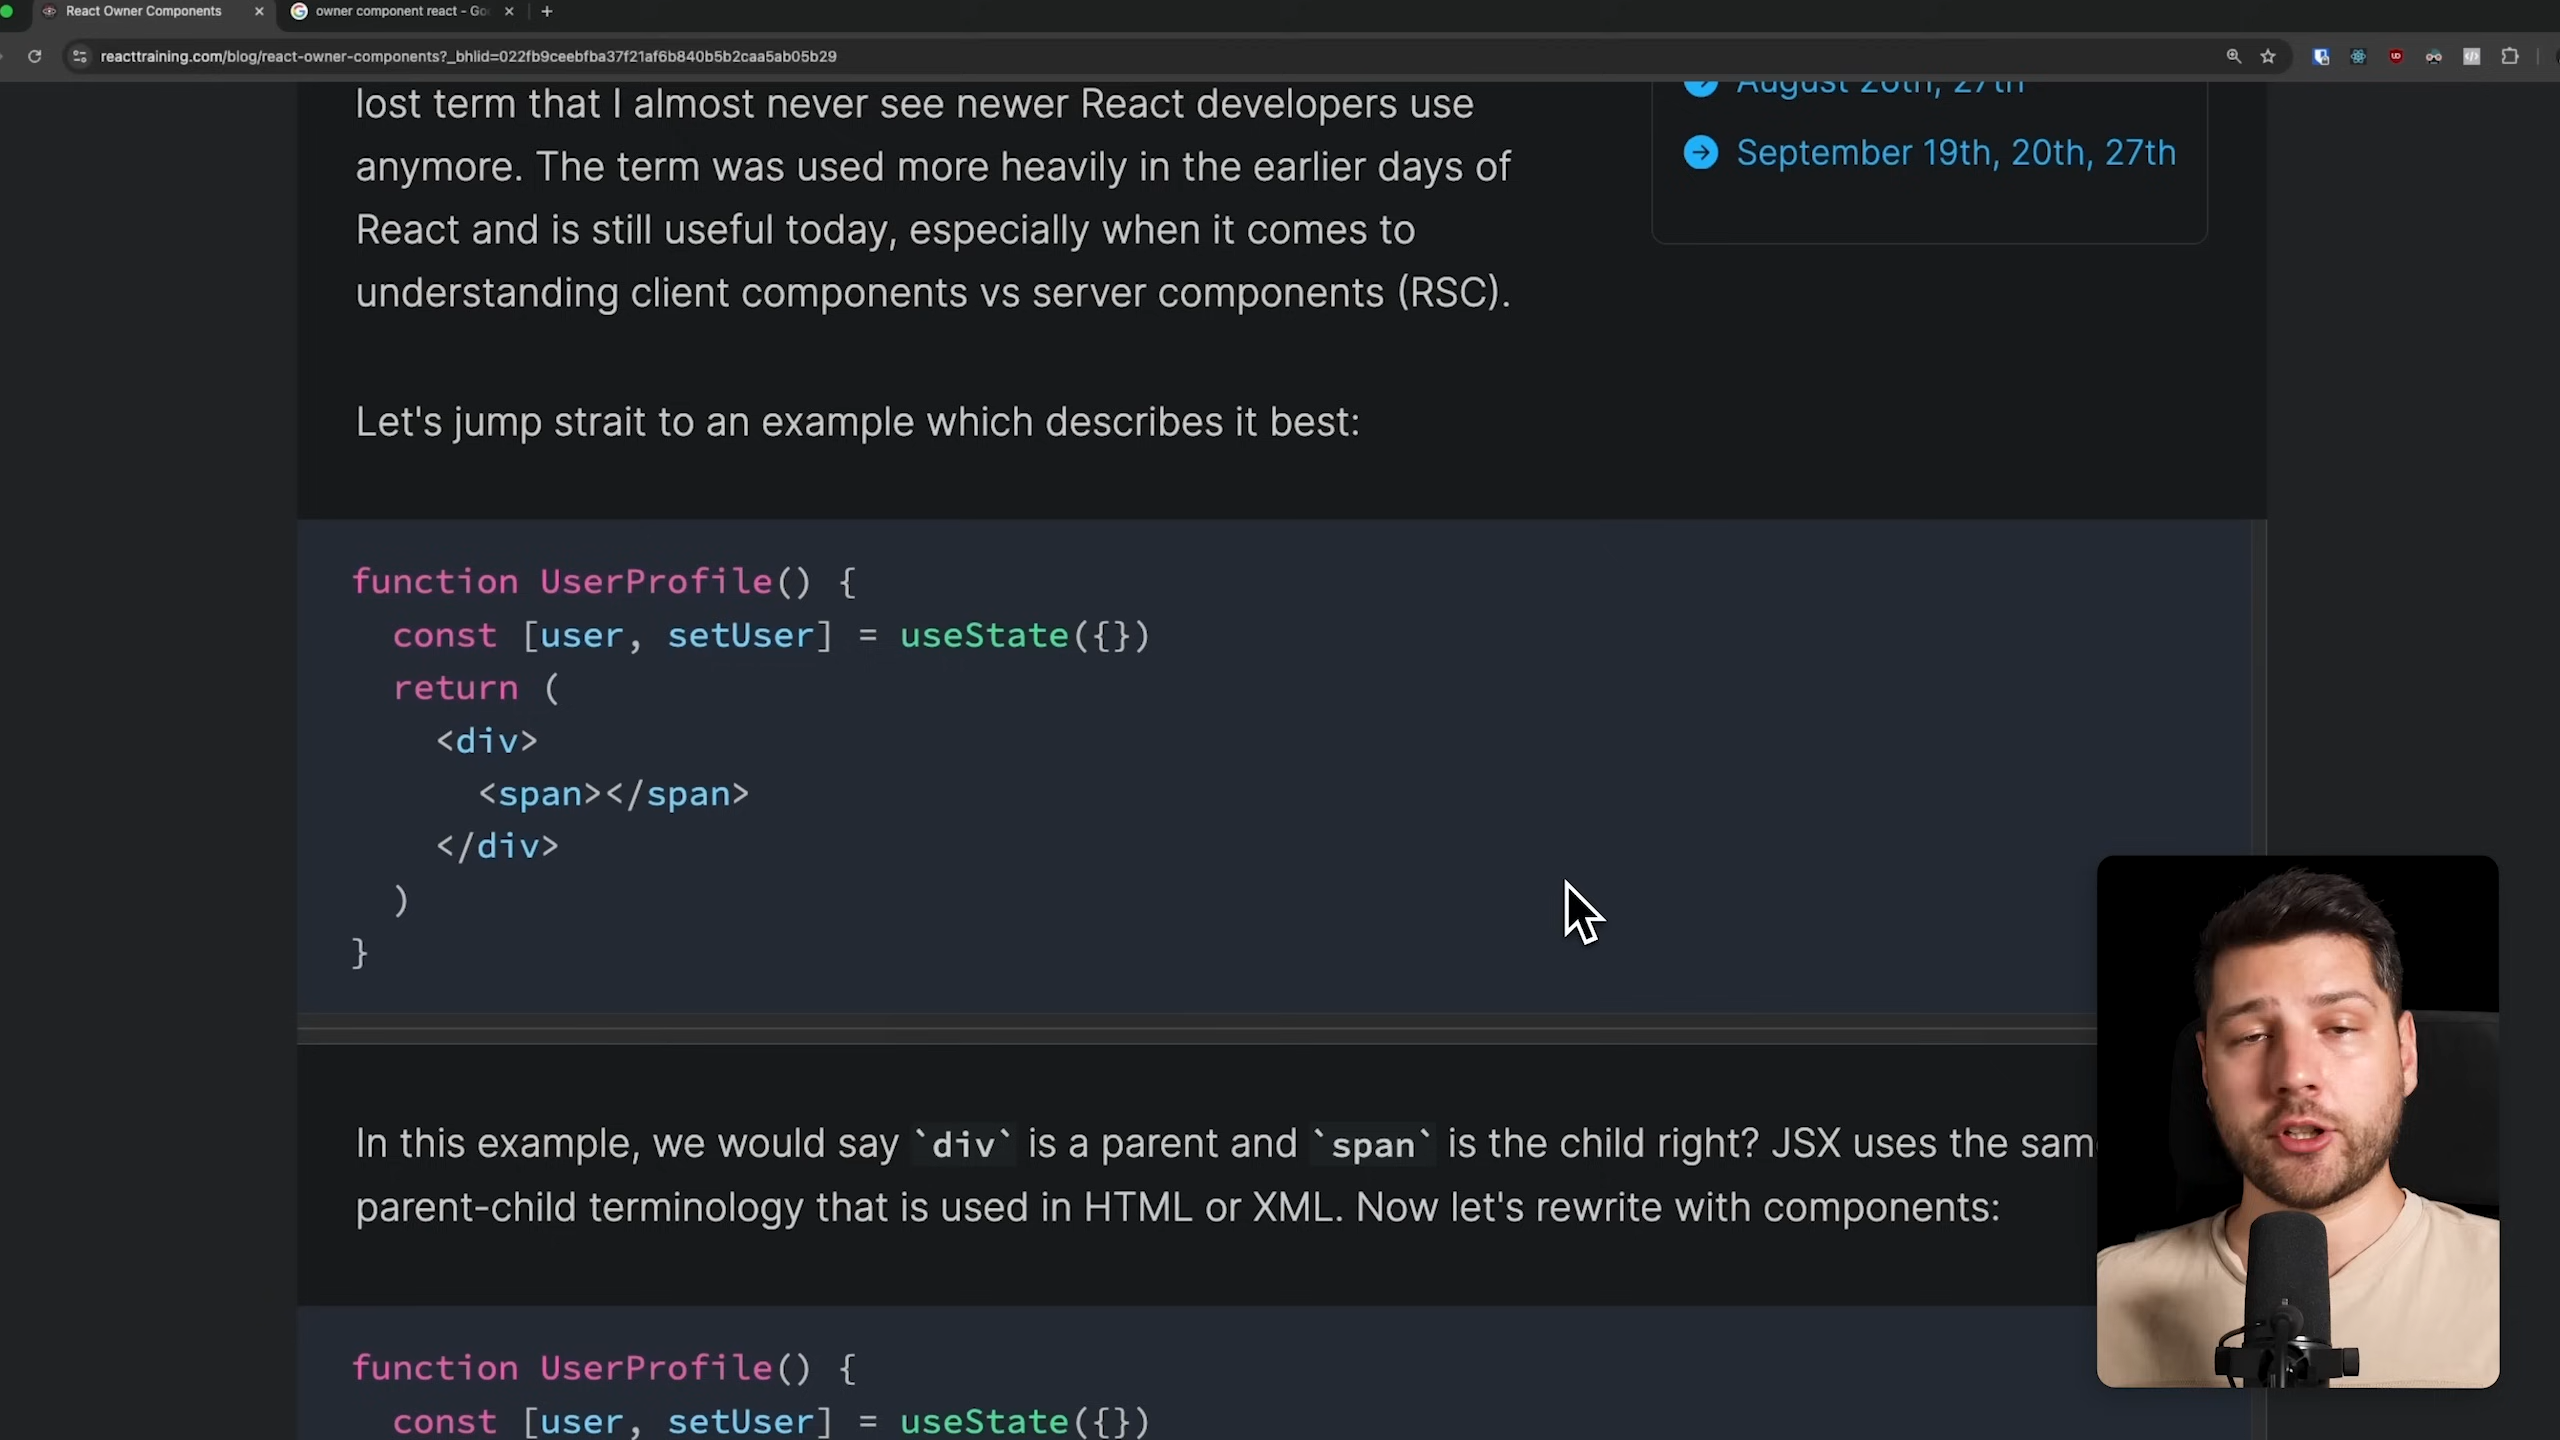 React Owner Components
owner component react - Go
reacttraining.com/blog/react-owner-components?_bhlid=022fb9ceebfba37f21af6b840b5b2caa5ab05b29
lost term that I almost never see newer React developers use
anymore. The term was used more heavily in the earlier days of
React and is still useful today, especially when it comes to
understanding client components vs server components (RSC).
August 26th, 27th
September 19th, 20th, 27th
Let's jump strait to an example which describes it best:
function UserProfile() {
const [user, setUser] = useState({})
return (
<div>
<span></span>
</div>
)
}
In this example, we would say `div` is a parent and `span` is the child right? JSX uses the sam
parent-child terminology that is used in HTML or XML. Now let's rewrite with components:
function UserProfile() {
const [user, setUser] = useState({})